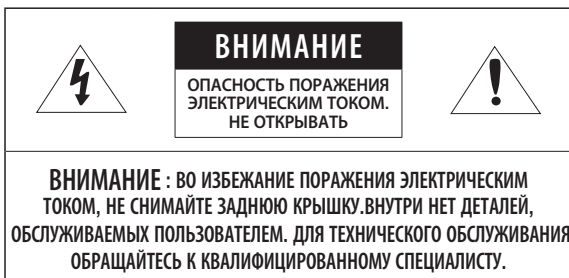 ВНИМАНИЕ
ОПАСНОСТЬ ПОРАЖЕНИЯ
ЭЛЕКТРИЧЕСКИМ ТОКОМ.
НЕ ОТКРЫВАТЬ
ВНИМАНИЕ : ВО ИЗБЕЖАНИЕ ПОРАЖЕНИЯ ЭЛЕКТРИЧЕСКИМ
ТОКОМ, НЕ СНИМАЙТЕ ЗАДНЮЮ КРЫШКУ.ВНУТРИ НЕТ ДЕТАЛЕЙ,
ОБСЛУЖИВАЕМЫХ ПОЛЬЗОВАТЕЛЕМ. ДЛЯ ТЕХНИЧЕСКОГО ОБСЛУЖИВАНИЯ
ОБРАЩАЙТЕСЬ К КВАЛИФИЦИРОВАННОМУ СПЕЦИАЛИСТУ.